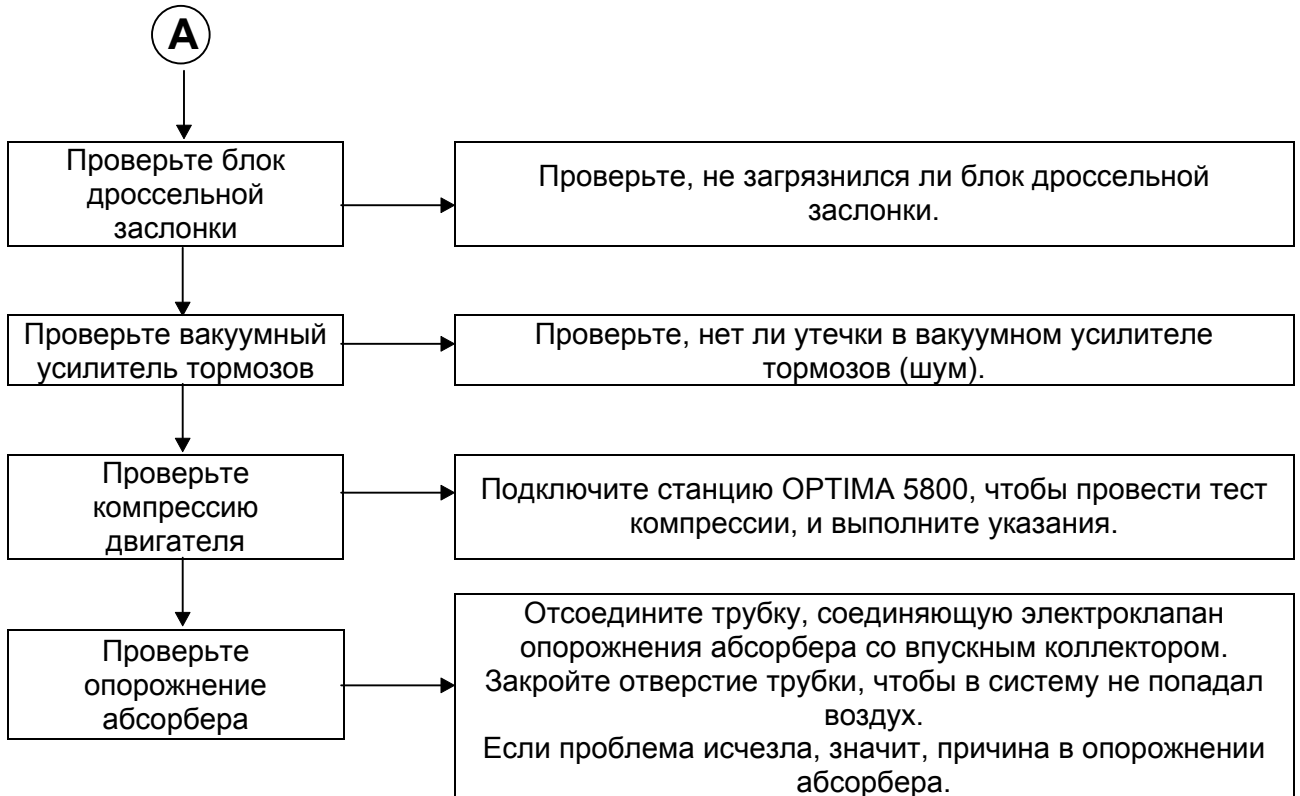 A
Проверьте блок
дроссельной
заслонки
Проверьте, не загрязнился ли блок дроссельной
заслонки.
Проверьте вакуумный
усилитель тормозов
Проверьте, нет ли утечки в вакуумном усилителе
тормозов (шум).
Проверьте
компрессию
двигателя
Подключите станцию OPTIMA 5800, чтобы провести тест
компрессии, и выполните указания.
Проверьте
опорожнение
абсорбера
Отсоедините трубку, соединяющую электроклапан
опорожнения абсорбера со впускным коллектором.
Закройте отверстие трубки, чтобы в систему не попадал
воздух.
Если проблема исчезла, значит, причина в опорожнении
абсорбера.